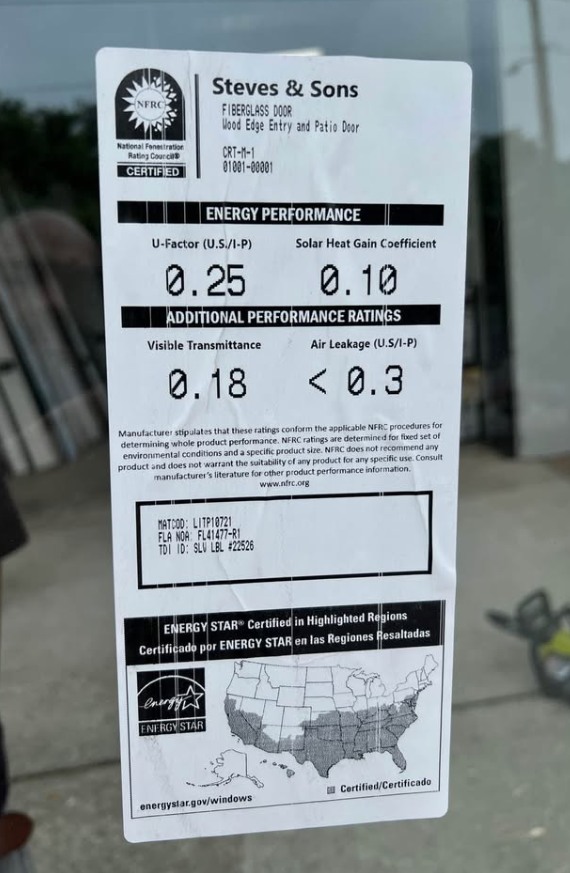 NFRC
National Fenestration
Rating Council®
CERTIFIED
Steves & Sons
FIBERGLASS DOOR
Wood Edge Entry and Patio Door
CRT-M-1
01001-00001
ENERGY PERFORMANCE
U-Factor (U.S./I-P)
Solar Heat Gain Coefficient
0.25
0.10
ADDITIONAL PERFORMANCE RATINGS
Visible Transmittance
Air Leakage (U.S/I-P)
0.18
< 0.3
Manufacturer stipulates that these ratings conform the applicable NFRC procedures for
determining whole product performance. NFRC ratings are determined for fixed set of
environmental conditions and a specific product size. NFRC does not recommend any
product and does not warrant the suitability of any product for any specific use. Consult
manufacturer's literature for other product performance information.
www.nfrc.org
MATCOD: LITP10721
FLA NOA: FL41477-R1
TDI ID: SLW LBL #22526
ENERGY STAR® Certified in Highlighted Regions
Certificado por ENERGY STAR en las Regiones Resaltadas
energy
ENERGY STAR
Certified/Certificado
energystar.gov/windows